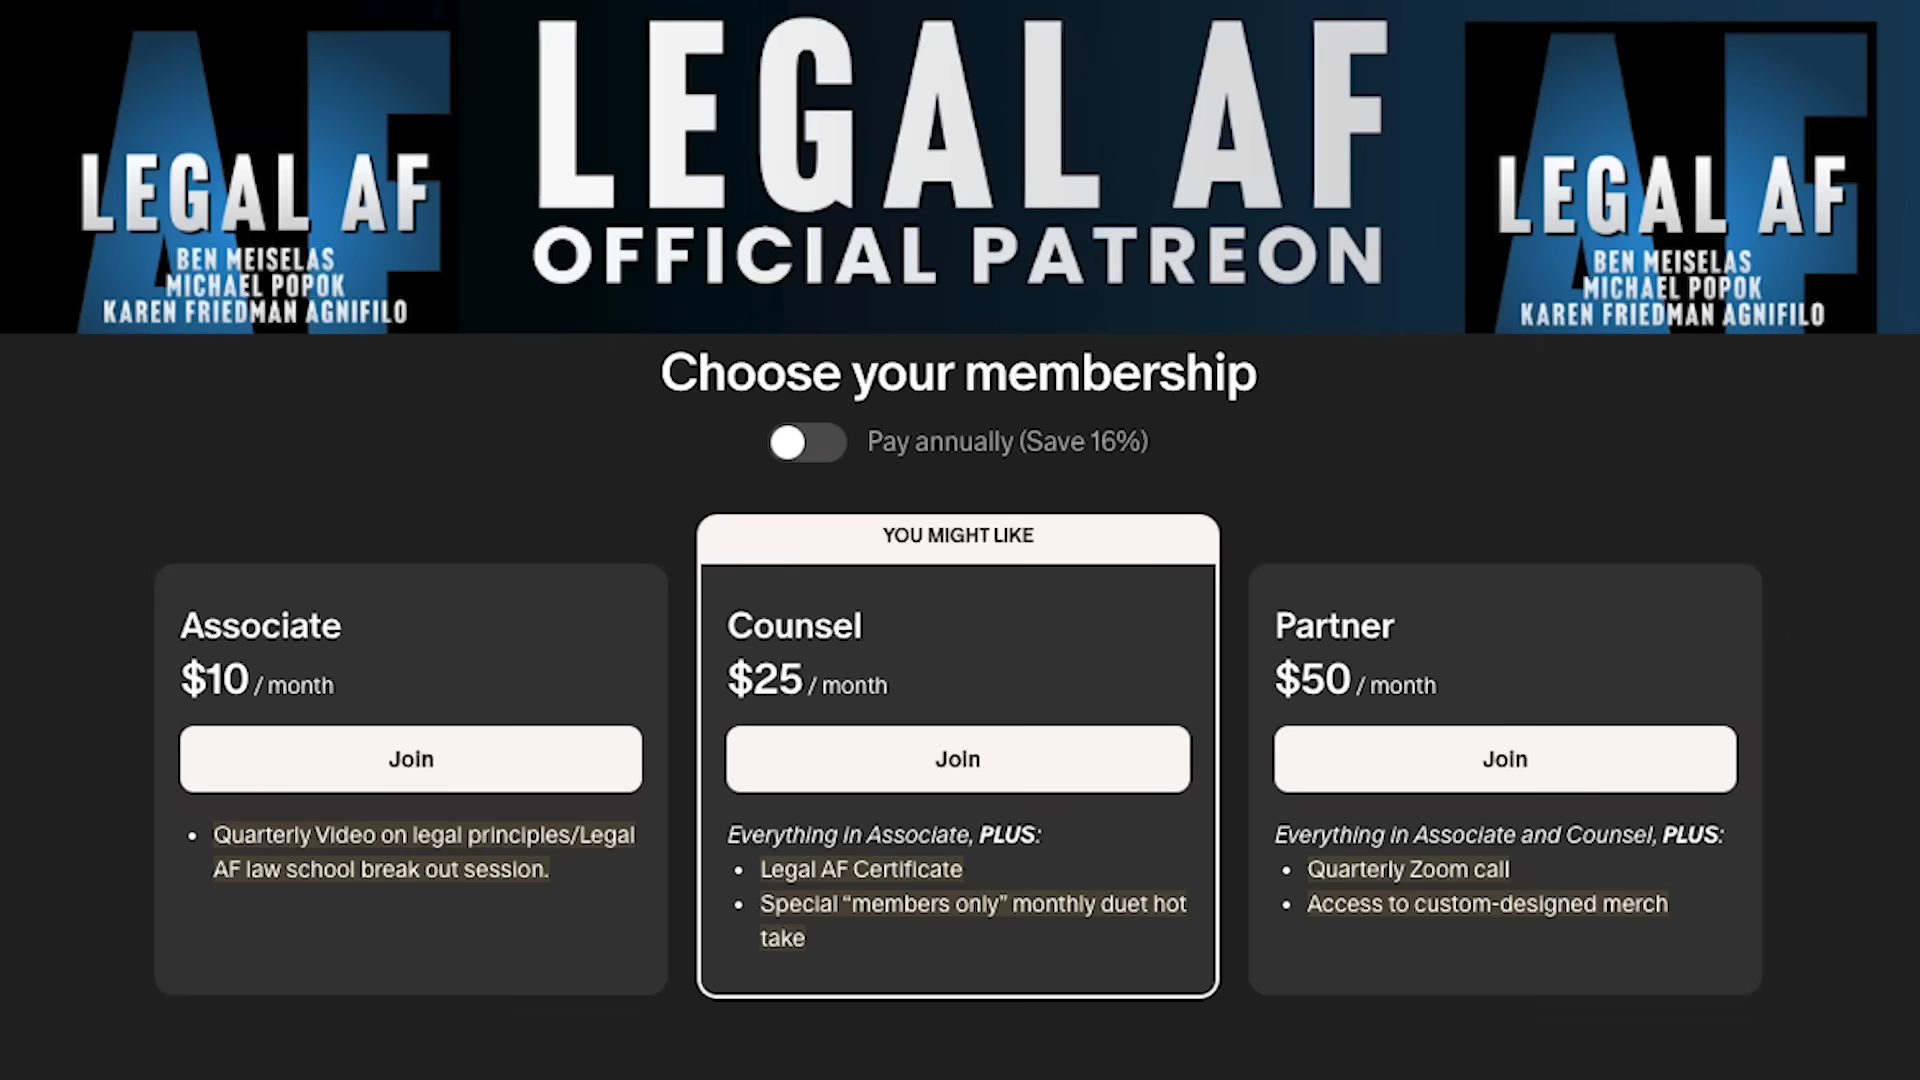 LEGAL AF
BEN MEISELAS
MICHAEL POPOK
KAREN FRIEDMAN AGNIFILO
LEGAL AF
OFFICIAL PATREON
LEGAL AF
BEN MEISELAS
MICHAEL POPOK
KAREN FRIEDMAN AGNIFILO
Choose your membership
Pay annually (Save 16%)
Associate
$10 / month
Join
• Quarterly Video on legal principles/Legal
AF law school break out session.
YOU MIGHT LIKE
Counsel
$25 / month
Join
Everything in Associate, PLUS:
• Legal AF Certificate
• Special “members only” monthly duet hot
take
Partner
$50 / month
Join
Everything in Associate and Counsel, PLUS:
• Quarterly Zoom call
• Access to custom-designed merch